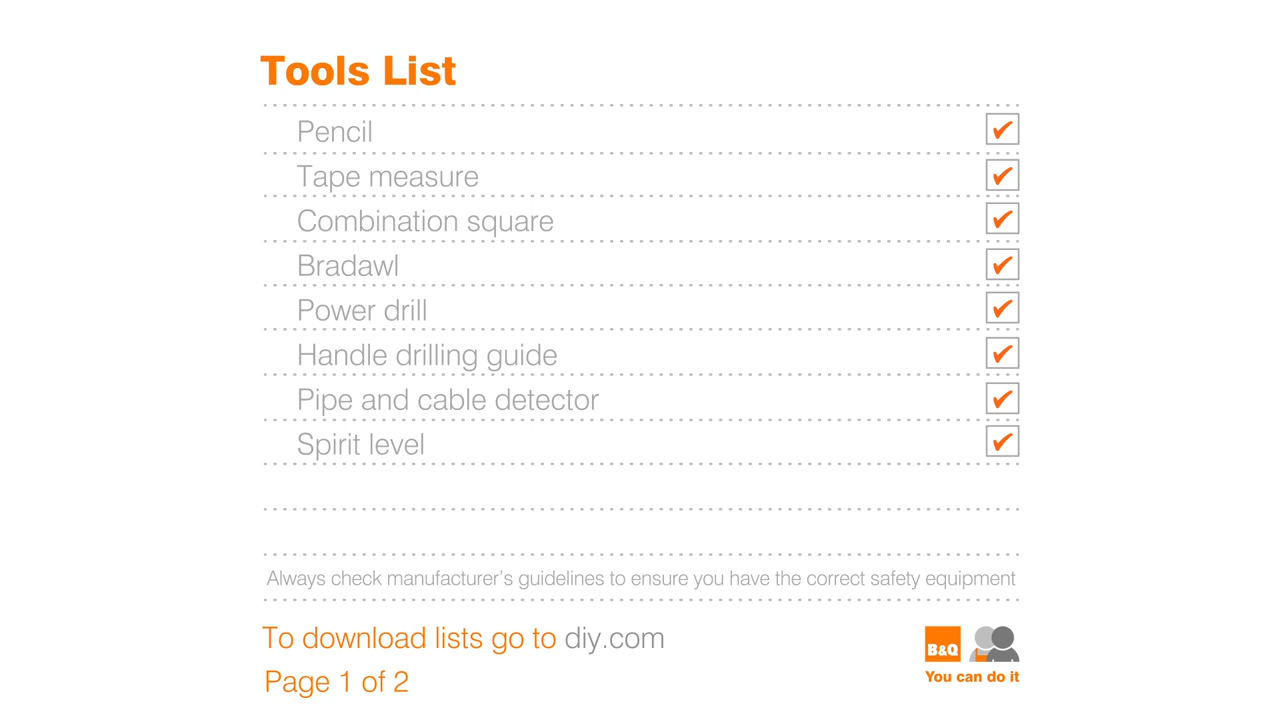 Tools List
Pencil
Tape measure
Combination square
Bradawl
Power drill
Handle drilling guide
Pipe and cable detector
Spirit level
Always check manufacturer's guidelines to ensure you have the correct safety equipment
To download lists go to diy.com
B&Q
You can do it
Page 1 of 2